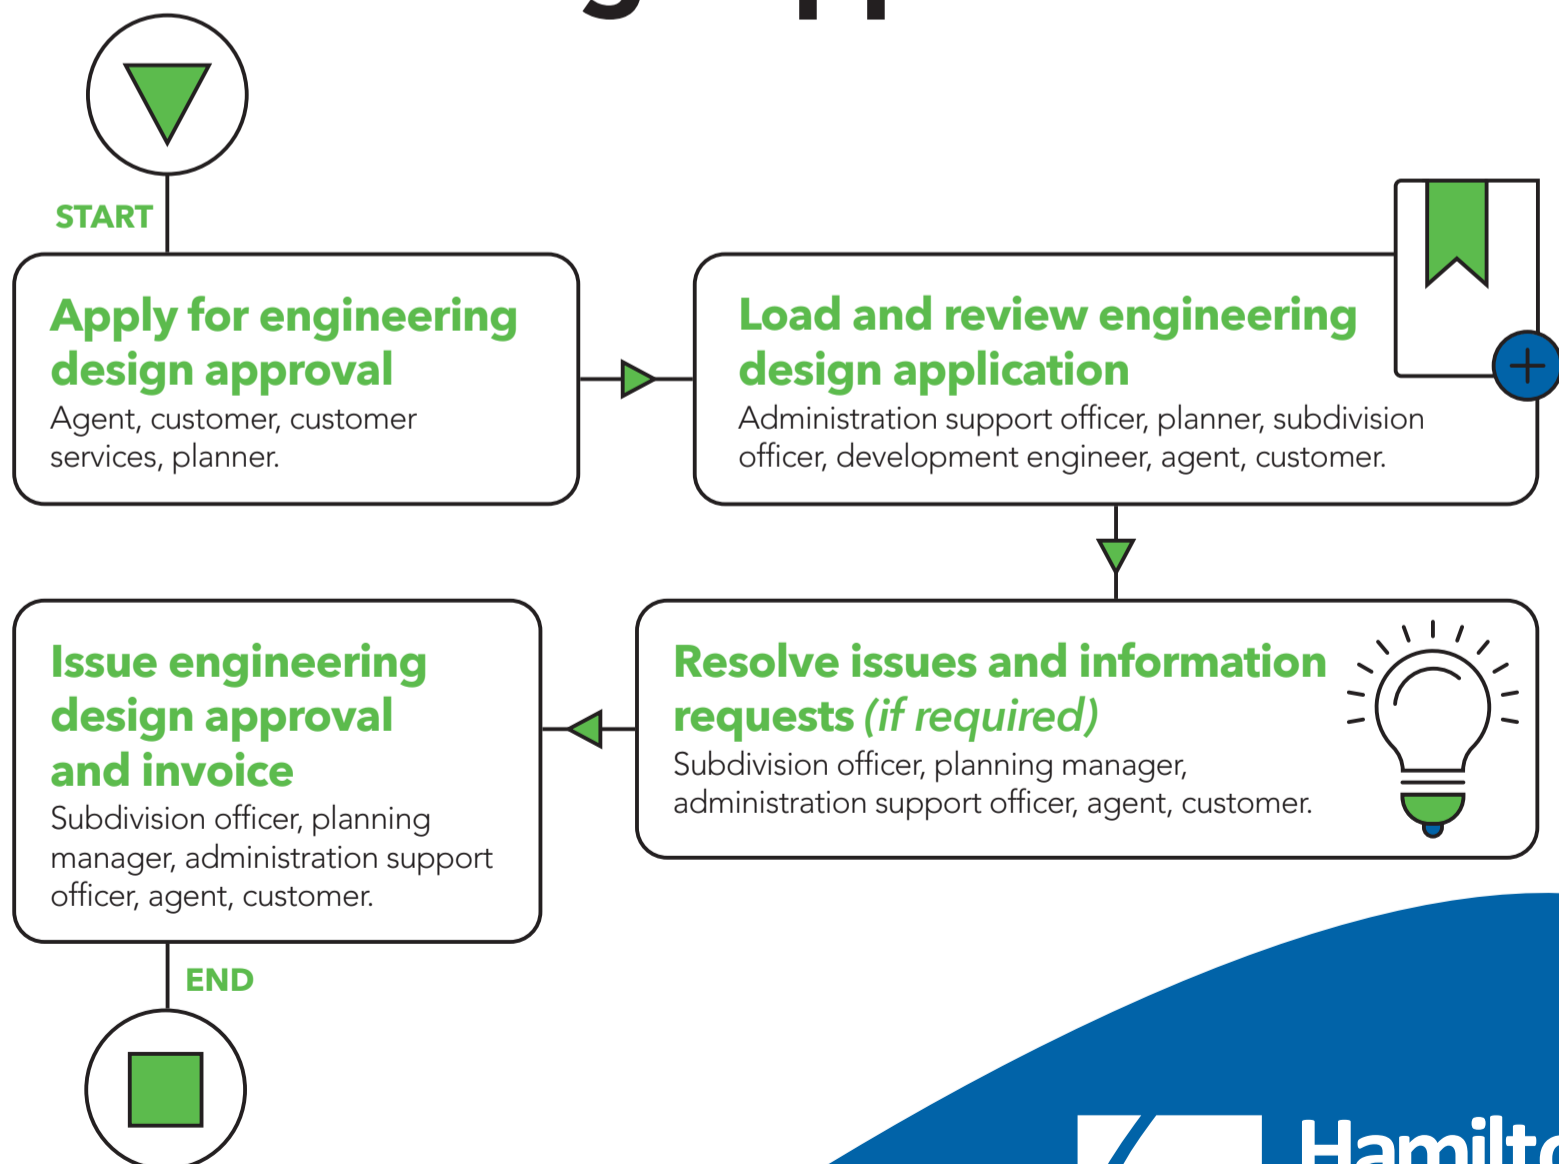 START
Apply for engineering
design approval
Agent, customer, customer
services, planner.
Load and review engineering
design application
Administration support officer, planner, subdivision
officer, development engineer, agent, customer.
Resolve issues and information
requests (if required)
Subdivision officer, planning manager,
administration support officer, agent, customer.
Issue engineering
design approval
and invoice
Subdivision officer, planning
manager, administration support
officer, agent, customer.
END